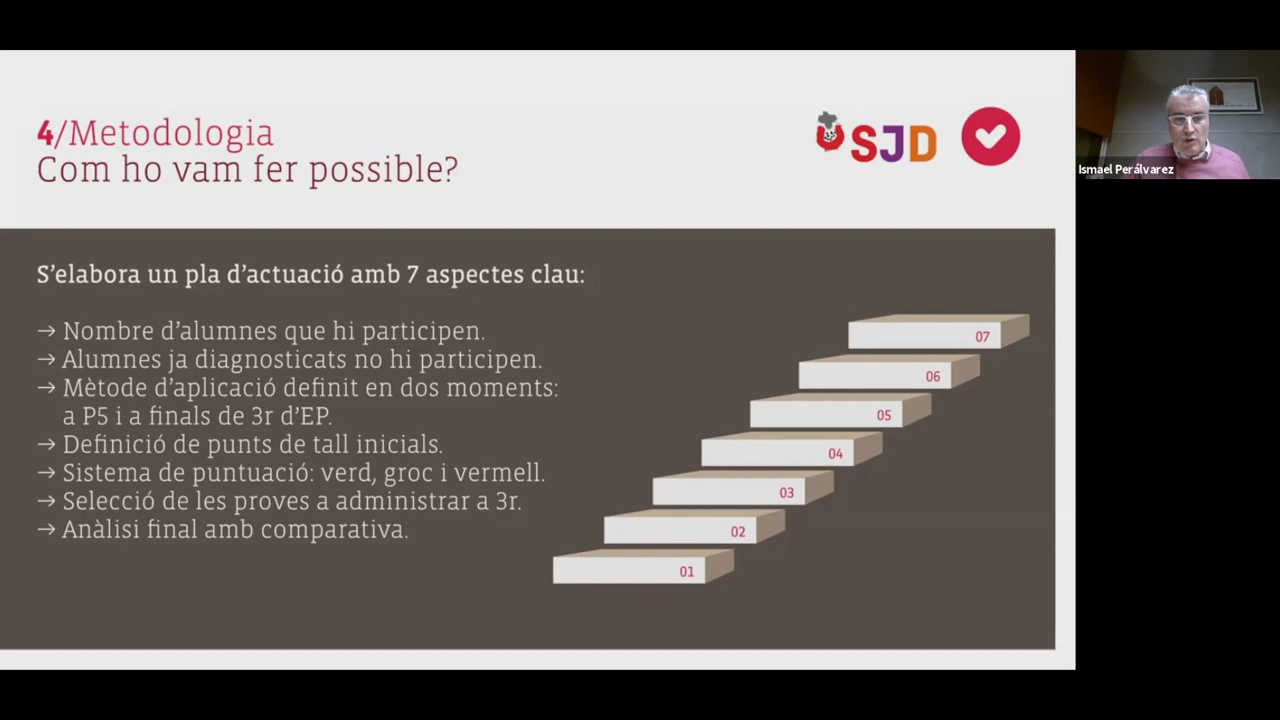 4/Metodologia
Com ho vam fer possible?
SJD
Ismael Perálvarez
S'elabora un pla d'actuació amb 7 aspectes clau:
→ Nombre d'alumnes que hi participen.
→ Alumnes ja diagnosticats no hi participen.
→ Mètode d'aplicació definit en dos moments:
a P5 i a finals de 3r d'EP.
→ Definició de punts de tall inicials.
→ Sistema de puntuació: verd, groc i vermell.
→ Selecció de les proves a administrar a 3r.
→ Anàlisi final amb comparativa.
07
06
05
04
03
02
01